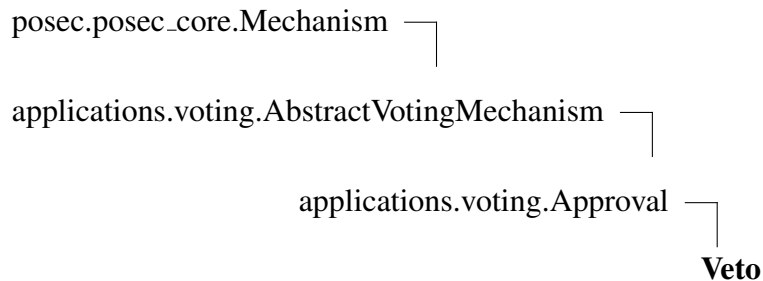 posec.posec_core.Mechanism
applications.voting.AbstractVotingMechanism
applications.voting.Approval
Veto